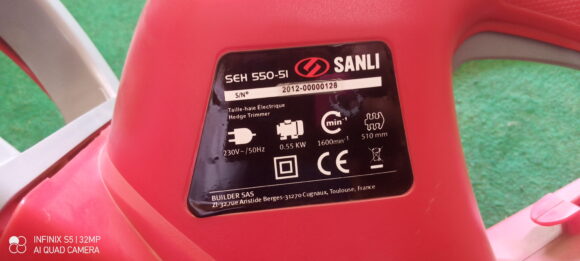 SEH 550-51
SANLI
S/N°
2012-00000128
Taille-haie Électrique
Hedge Trimmer
min⁻¹
230V~/50Hz
0.55 KW
1600min⁻¹
510 mm
CE
BUILDER SAS
ZI-32,rue Aristide Berges-31270 Cugnaux, Toulouse, France
INFINIX S5 | 32MP
AI QUAD CAMERA